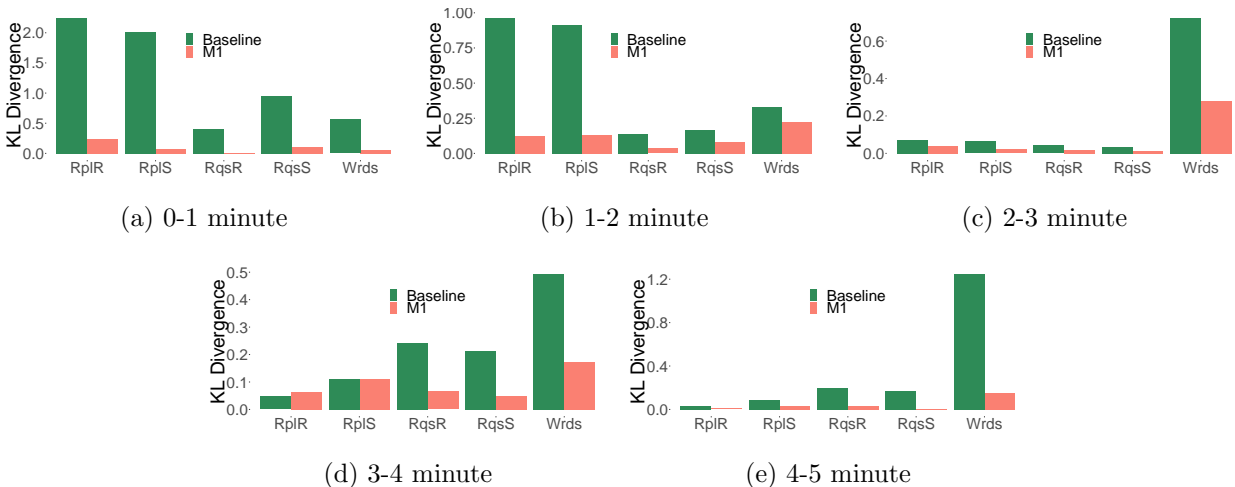 KL Divergence
2.0
1.5
1.0
0.5
0.0
Baseline
M1
RplR RplS RqsR RqsS Wrds
(a) 0-1 minute
KL Divergence
1.00
0.75
0.50
0.25
0.00
Baseline
M1
RplR RplS RqsR RqsS Wrds
(b) 1-2 minute
KL Divergence
0.6
0.4
0.2
0.0
Baseline
M1
RplR RplS RqsR RqsS Wrds
(c) 2-3 minute
KL Divergence
0.5
0.4
0.3
0.2
0.1
0.0
Baseline
M1
RplR RplS RqsR RqsS Wrds
(d) 3-4 minute
KL Divergence
1.2
0.8
0.4
0.0
Baseline
M1
RplR RplS RqsR RqsS Wrds
(e) 4-5 minute